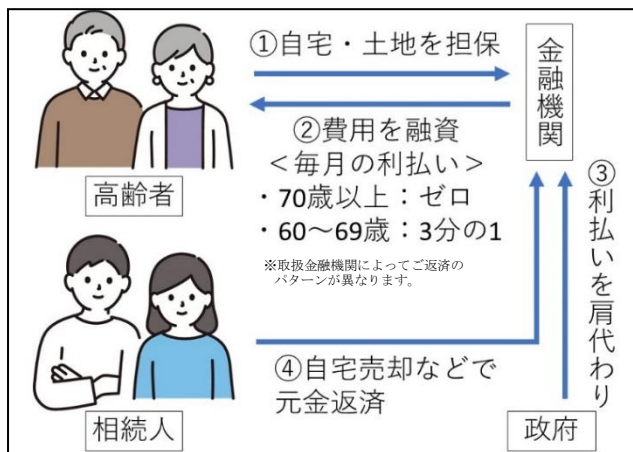 ①自宅・土地を担保
金融機関
②費用を融資
＜毎月の利払い＞
・70歳以上：ゼロ
・60～69歳：3分の1
※取扱金融機関によってご返済の
パターンが異なります。
高齢者
③利払いを肩代わり
④自宅売却などで
元金返済
相続人
政府